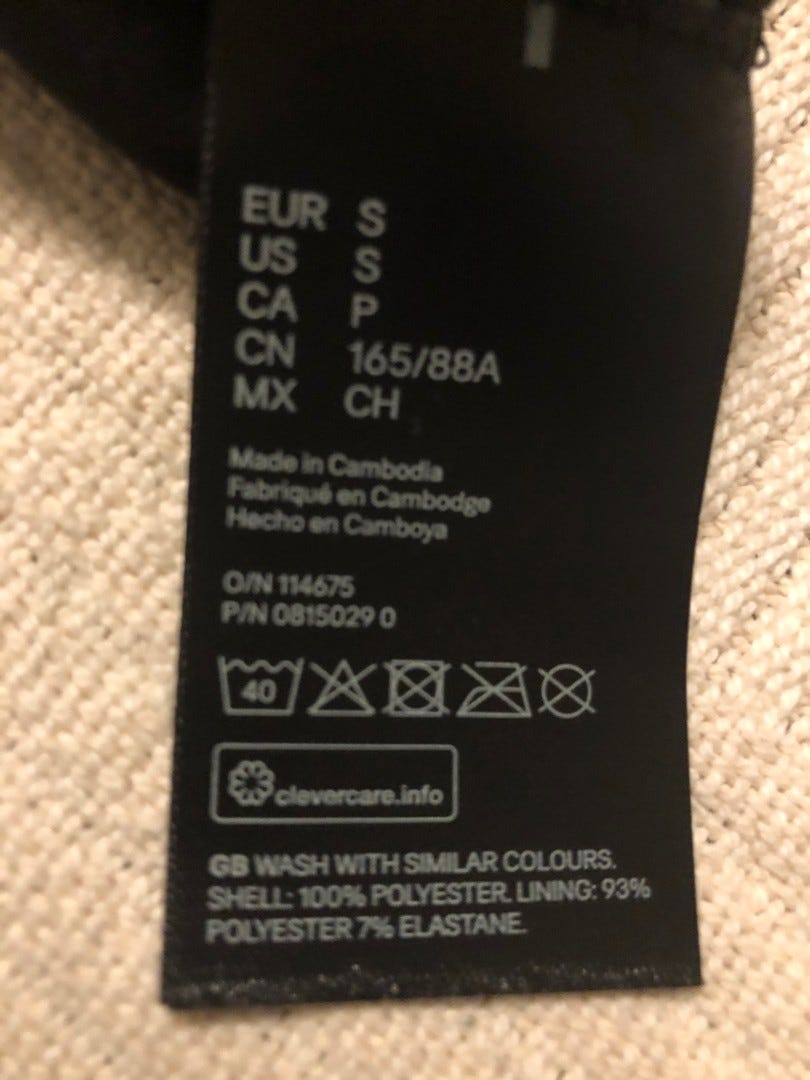 EUR S
US S
CA P
CN 165/88A
MX CH
Made in Cambodia
Fabriqué en Cambodge
Hecho en Camboya
O/N 114675
P/N 0815029 0
40
clevercare.info
GB WASH WITH SIMILAR COLOURS.
SHELL: 100% POLYESTER. LINING: 93%
POLYESTER 7% ELASTANE.